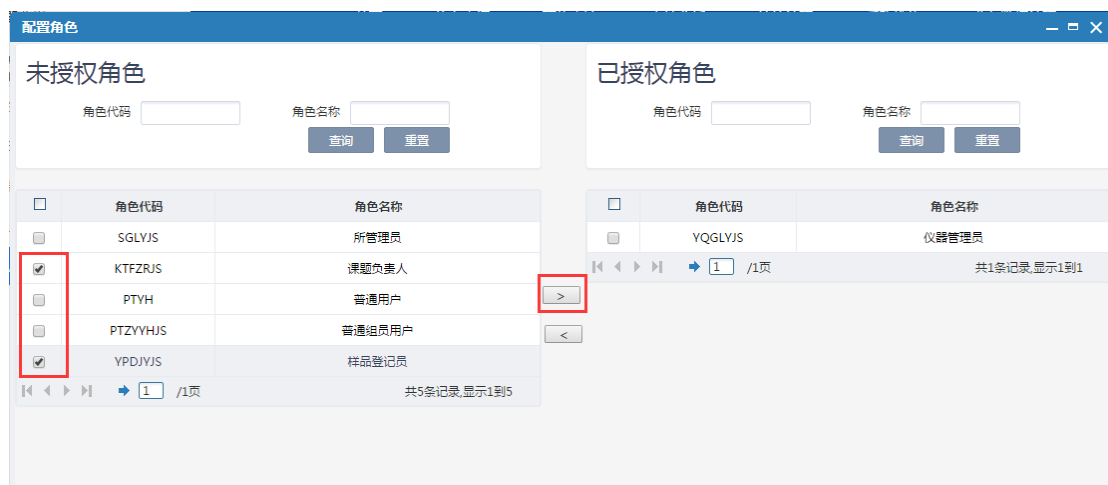 配置角色
未授权角色
角色代码 角色名称
查询 重置
角色代码 角色名称
SGLYJS 所管理员
KTFZRJS 课题负责人
PTYH 普通用户
PTZYYHJS 普通组员用户
YPDJYJS 样品登记员
1 /1页 共5条记录,显示1到5
>
<
已授权角色
角色代码 角色名称
查询 重置
角色代码 角色名称
YQGLYJS 仪器管理员
1 /1页 共1条记录,显示1到1